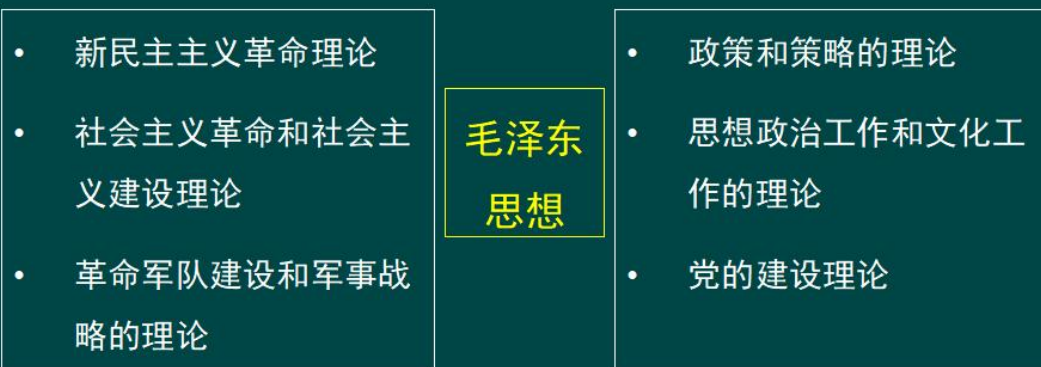 • 新民主主义革命理论
• 社会主义革命和社会主
义建设理论
• 革命军队建设和军事战
略的理论
毛泽东
思想
• 政策和策略的理论
• 思想政治工作和文化工
作的理论
• 党的建设理论